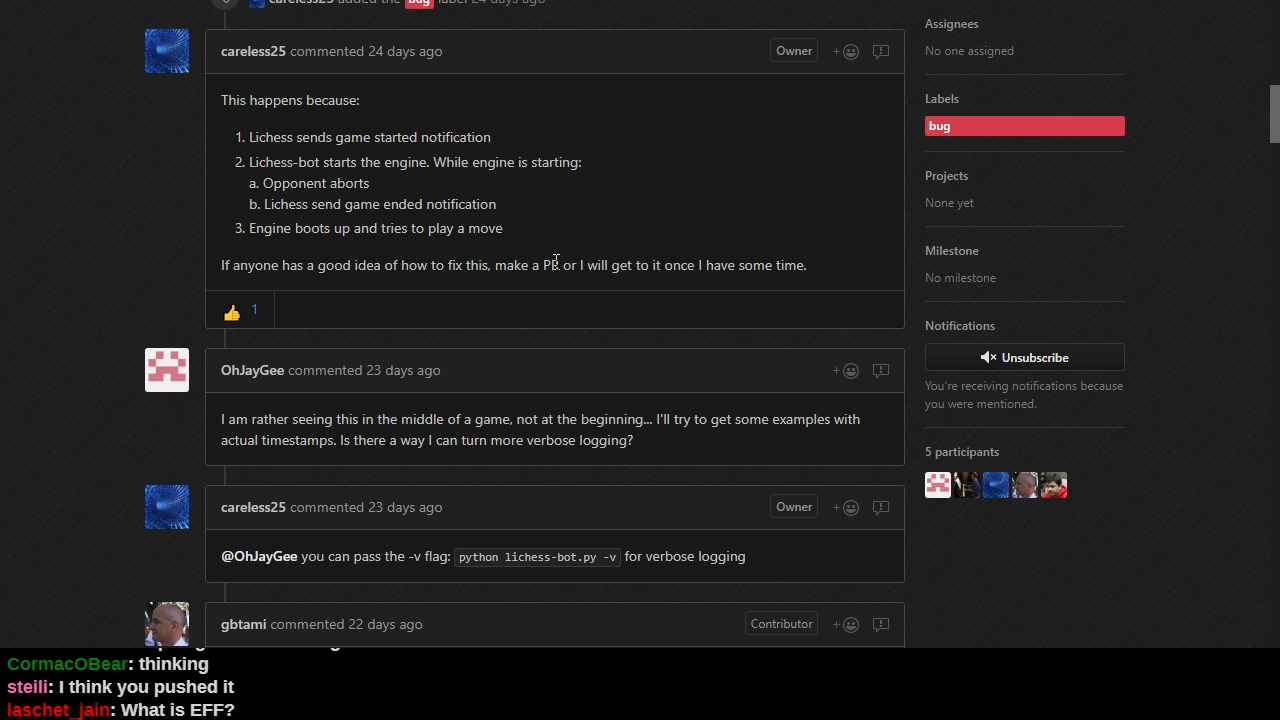 careless25 added the bug label 24 days ago
careless25 commented 24 days ago
Owner
This happens because:
1. Lichess sends game started notification
2. Lichess-bot starts the engine. While engine is starting:
a. Opponent aborts
b. Lichess send game ended notification
3. Engine boots up and tries to play a move
If anyone has a good idea of how to fix this, make a PR or I will get to it once I have some time.
1
OhJayGee commented 23 days ago
I am rather seeing this in the middle of a game, not at the beginning... I'll try to get some examples with
actual timestamps. Is there a way I can turn more verbose logging?
careless25 commented 23 days ago
Owner
@OhJayGee you can pass the -v flag: python lichess-bot.py -v for verbose logging
gbtami commented 22 days ago
Contributor
Assignees
No one assigned
Labels
bug
Projects
None yet
Milestone
No milestone
Notifications
Unsubscribe
You're receiving notifications because
you were mentioned.
5 participants
CormacOBear: thinking
steili: I think you pushed it
laschet_jain: What is EFF?